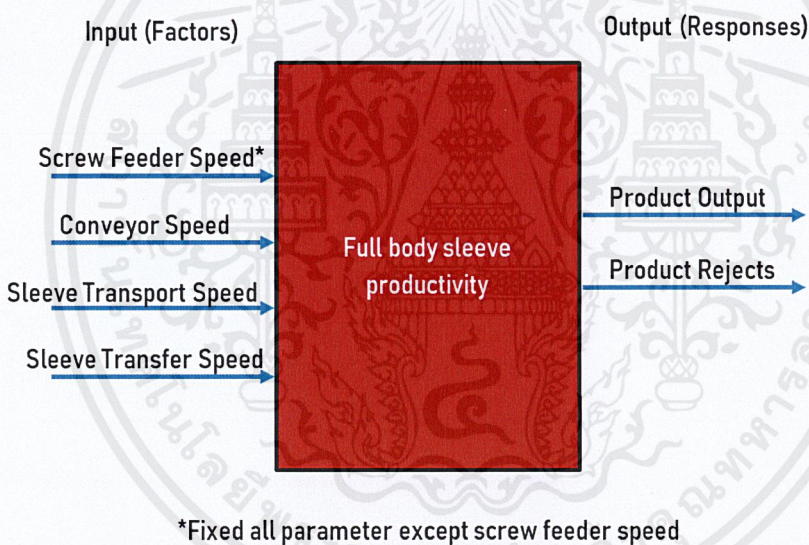 Input (Factors)
Output (Responses)
Screw Feeder Speed*
Conveyor Speed
Sleeve Transport Speed
Sleeve Transfer Speed
Full body sleeve
productivity
Product Output
Product Rejects
*Fixed all parameter except screw feeder speed